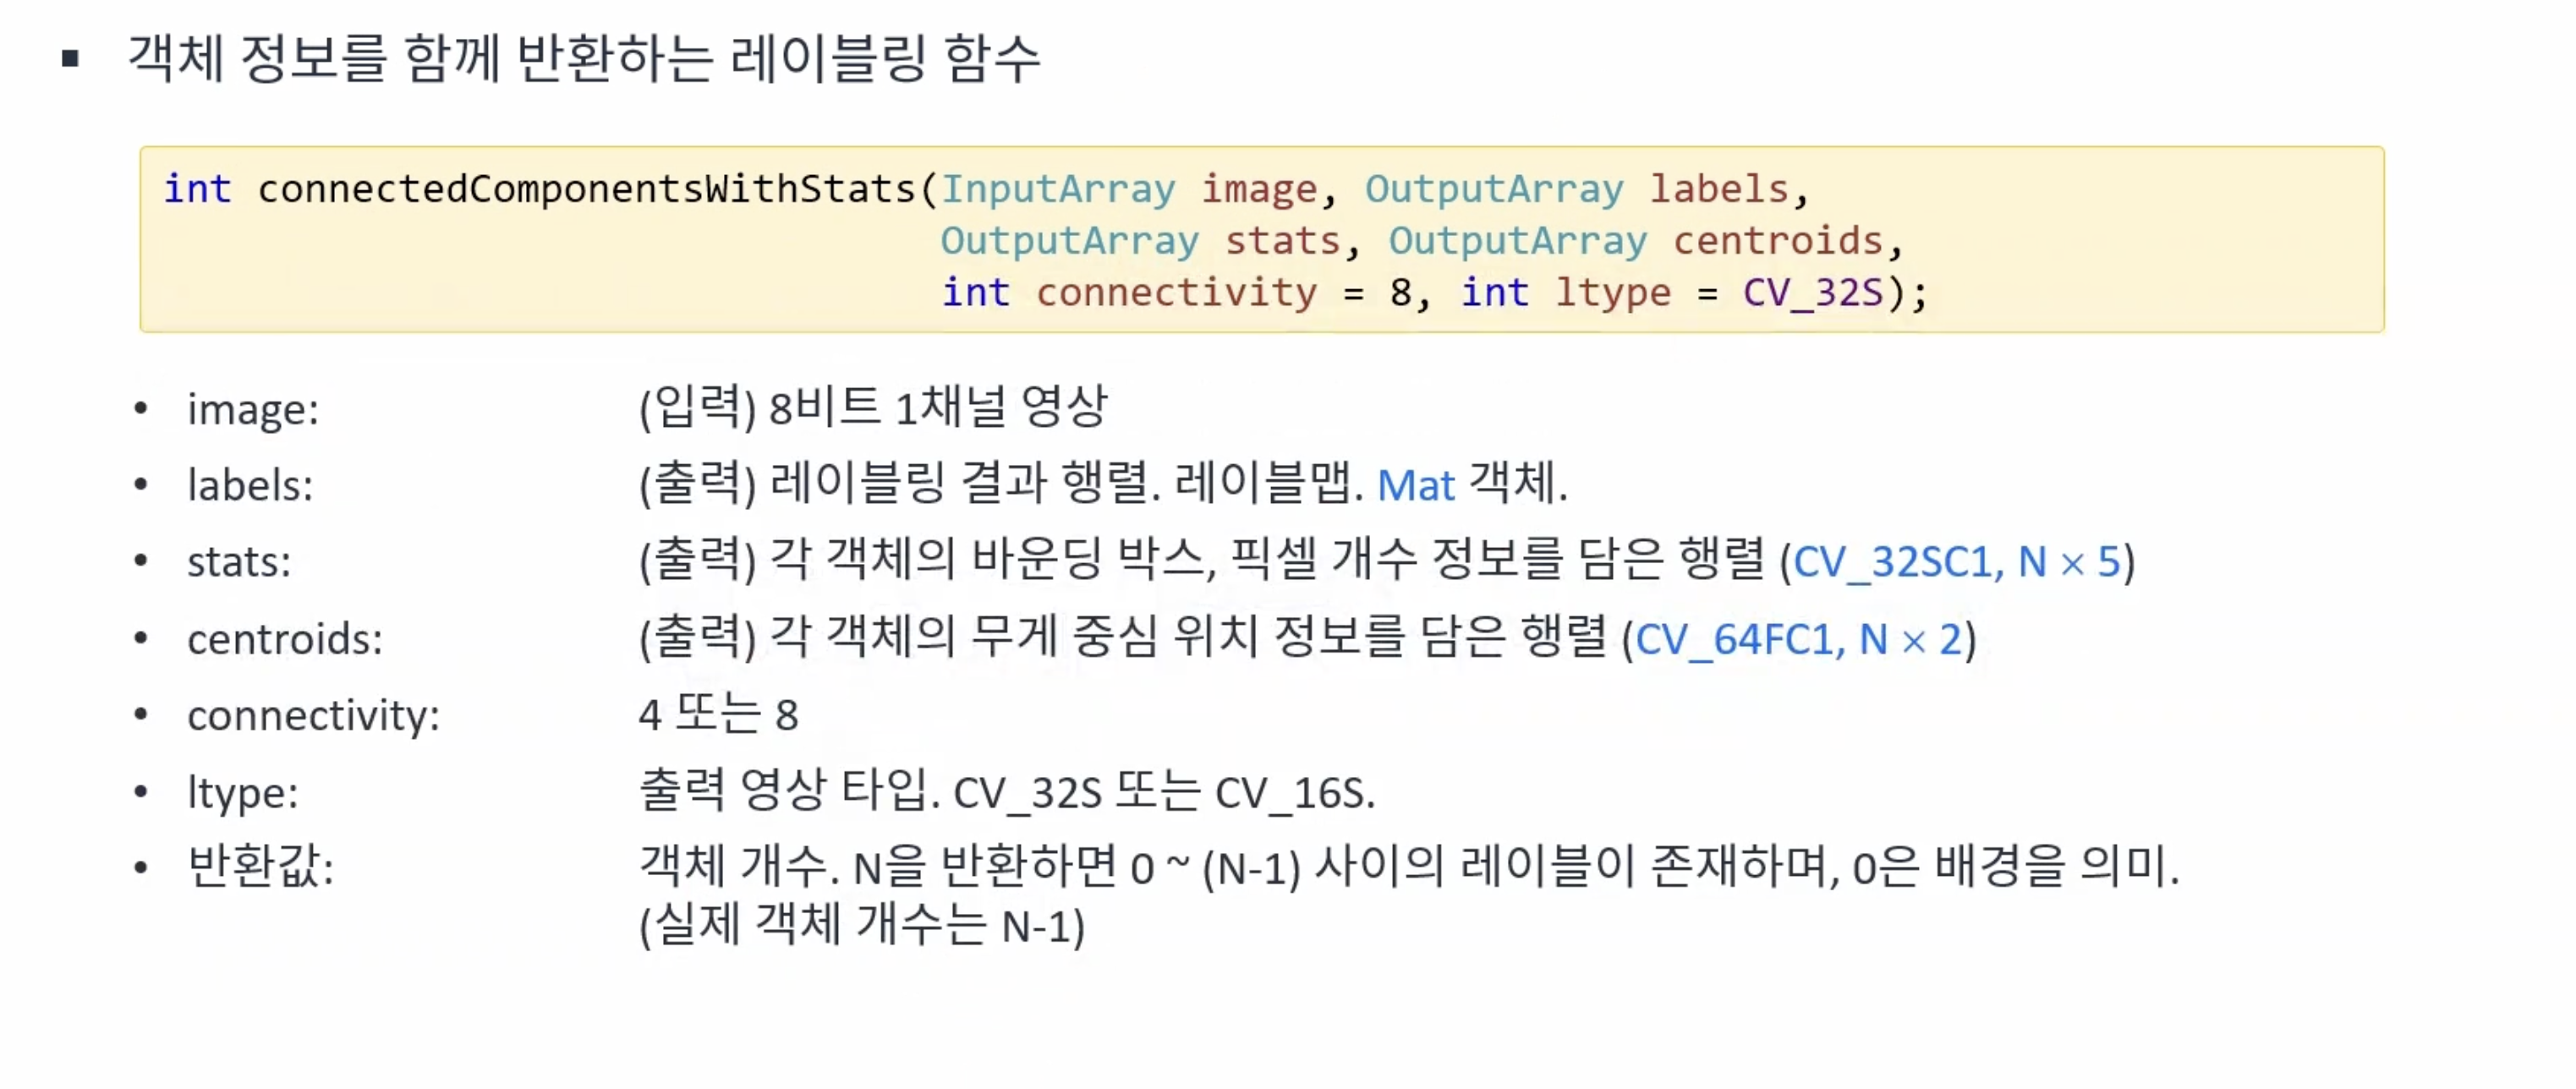 ▪ 객체 정보를 함께 반환하는 레이블링 함수
int connectedComponentsWithStats(InputArray image, OutputArray labels,
OutputArray stats, OutputArray centroids,
int connectivity = 8, int ltype = CV_32S);
• image: (입력) 8비트 1채널 영상
• labels: (출력) 레이블링 결과 행렬. 레이블맵. Mat 객체.
• stats: (출력) 각 객체의 바운딩 박스, 픽셀 개수 정보를 담은 행렬 (CV_32SC1, N × 5)
• centroids: (출력) 각 객체의 무게 중심 위치 정보를 담은 행렬 (CV_64FC1, N × 2)
• connectivity: 4 또는 8
• ltype: 출력 영상 타입. CV_32S 또는 CV_16S.
• 반환값: 객체 개수. N을 반환하면 0 ~ (N-1) 사이의 레이블이 존재하며, 0은 배경을 의미.
(실제 객체 개수는 N-1)